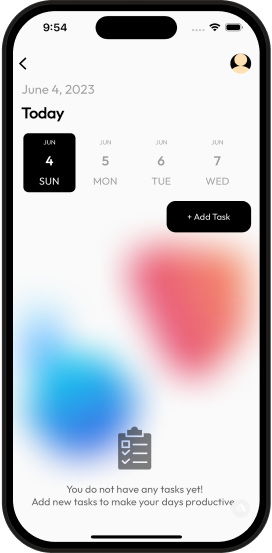 9:54
June 4, 2023
Today
JUN JUN JUN JUN
4 5 6 7
SUN MON TUE WED
+ Add Task
You do not have any tasks yet!
Add new tasks to make your days productive.